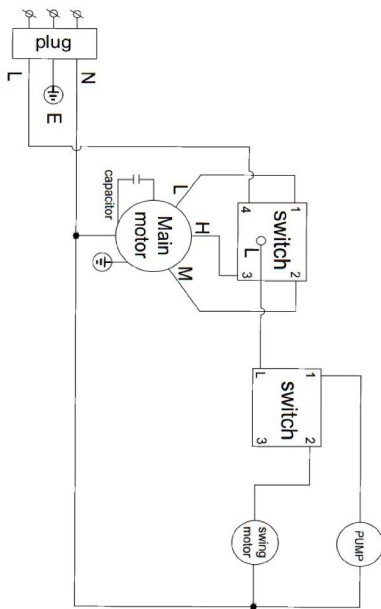 plug
L
E
N
capacitor
Main
motor
L
H
M
switch
1
2
3
4
L
switch
1
2
3
L
swing
motor
PUMP